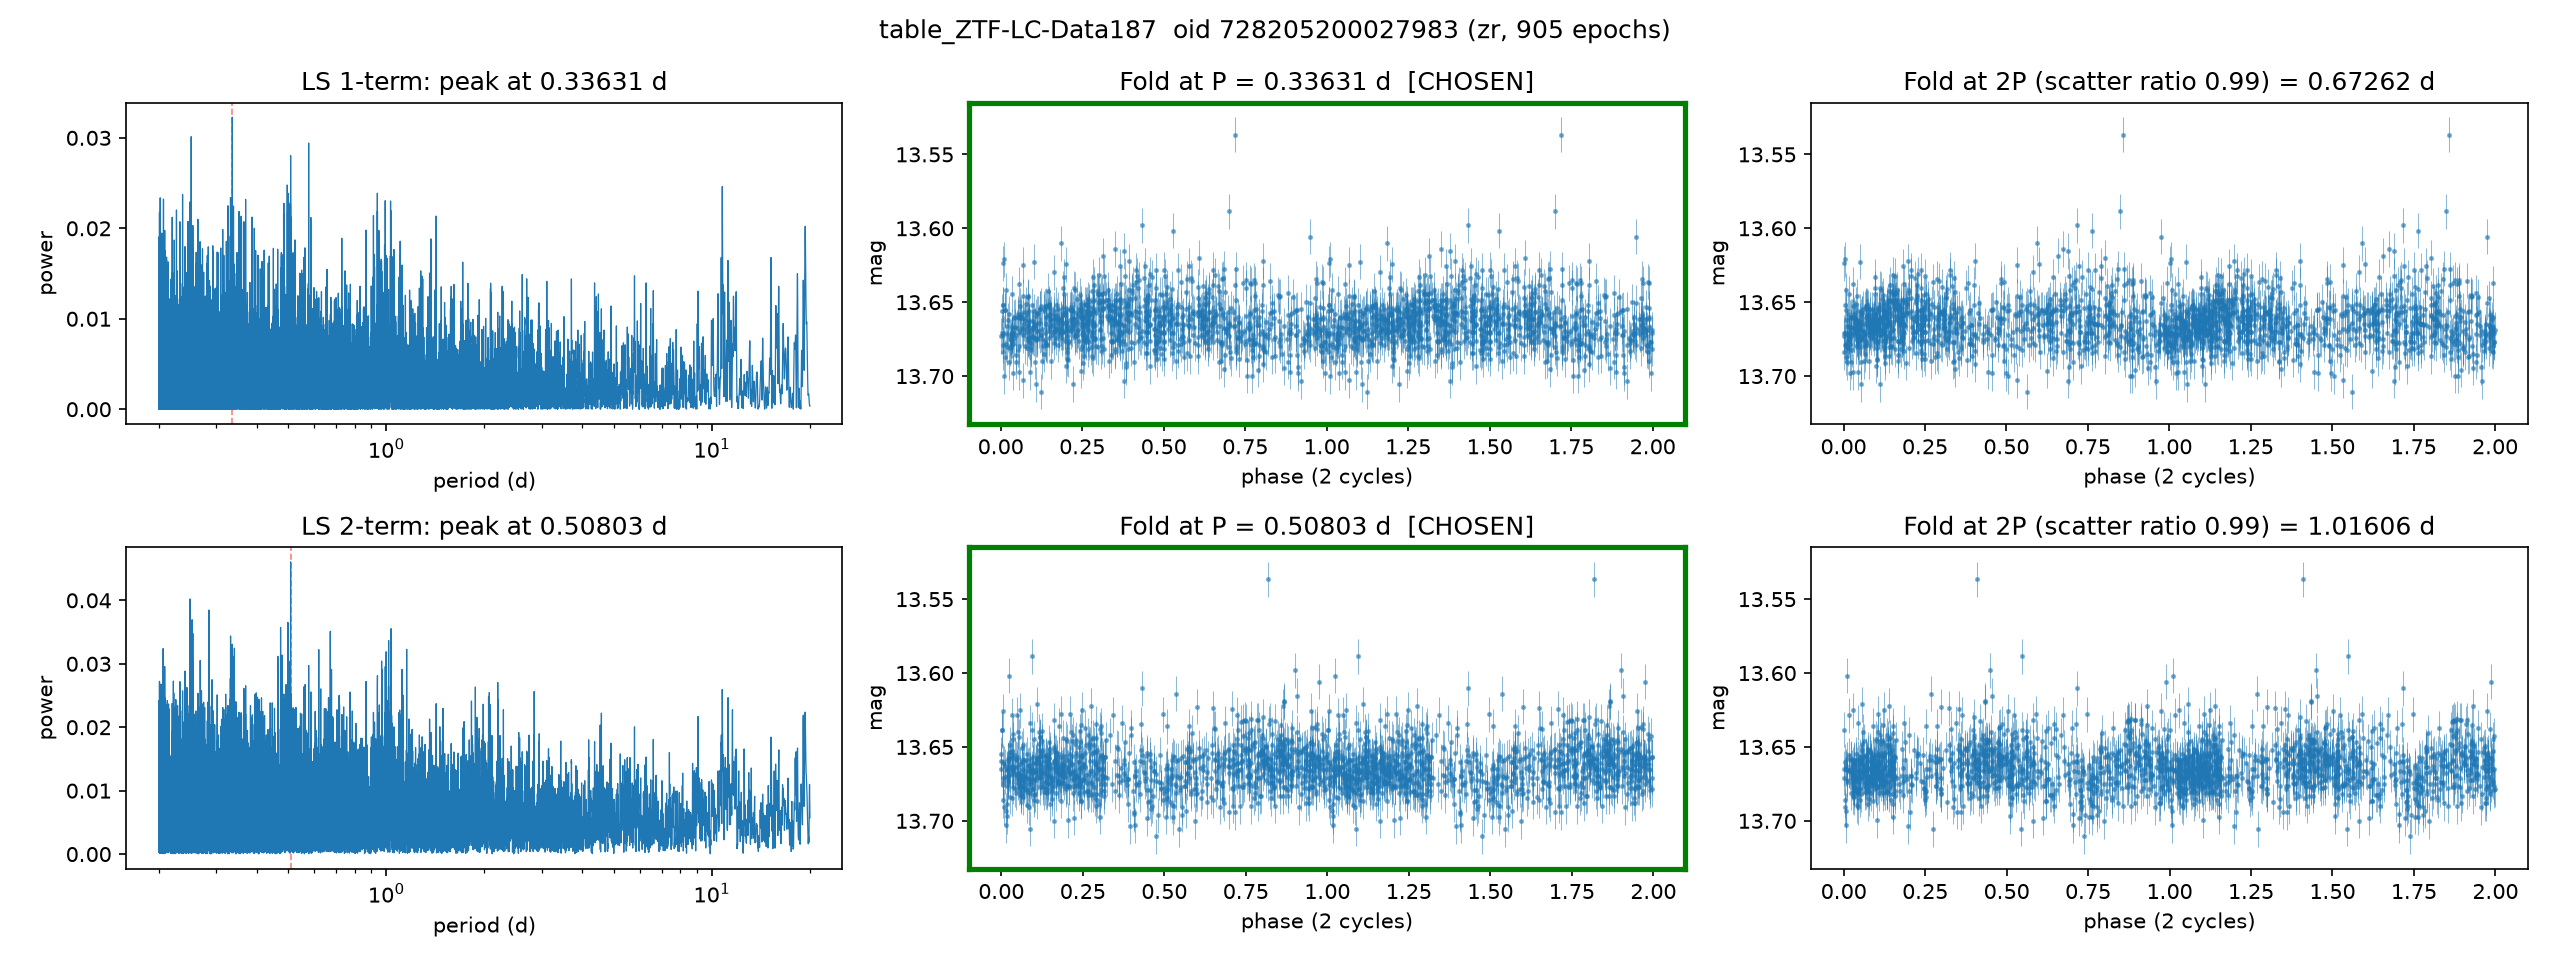 table_ZTF-LC-Data187  oid 728205200027983 (zr, 905 epochs)
LS 1-term: peak at 0.33631 d
power
0.03
0.02
0.01
0.00
10^0
10^1
period (d)
Fold at P = 0.33631 d  [CHOSEN]
mag
13.55
13.60
13.65
13.70
0.00 0.25 0.50 0.75 1.00 1.25 1.50 1.75 2.00
phase (2 cycles)
Fold at 2P (scatter ratio 0.99) = 0.67262 d
mag
13.55
13.60
13.65
13.70
0.00 0.25 0.50 0.75 1.00 1.25 1.50 1.75 2.00
phase (2 cycles)
LS 2-term: peak at 0.50803 d
power
0.04
0.03
0.02
0.01
0.00
10^0
10^1
period (d)
Fold at P = 0.50803 d  [CHOSEN]
mag
13.55
13.60
13.65
13.70
0.00 0.25 0.50 0.75 1.00 1.25 1.50 1.75 2.00
phase (2 cycles)
Fold at 2P (scatter ratio 0.99) = 1.01606 d
mag
13.55
13.60
13.65
13.70
0.00 0.25 0.50 0.75 1.00 1.25 1.50 1.75 2.00
phase (2 cycles)